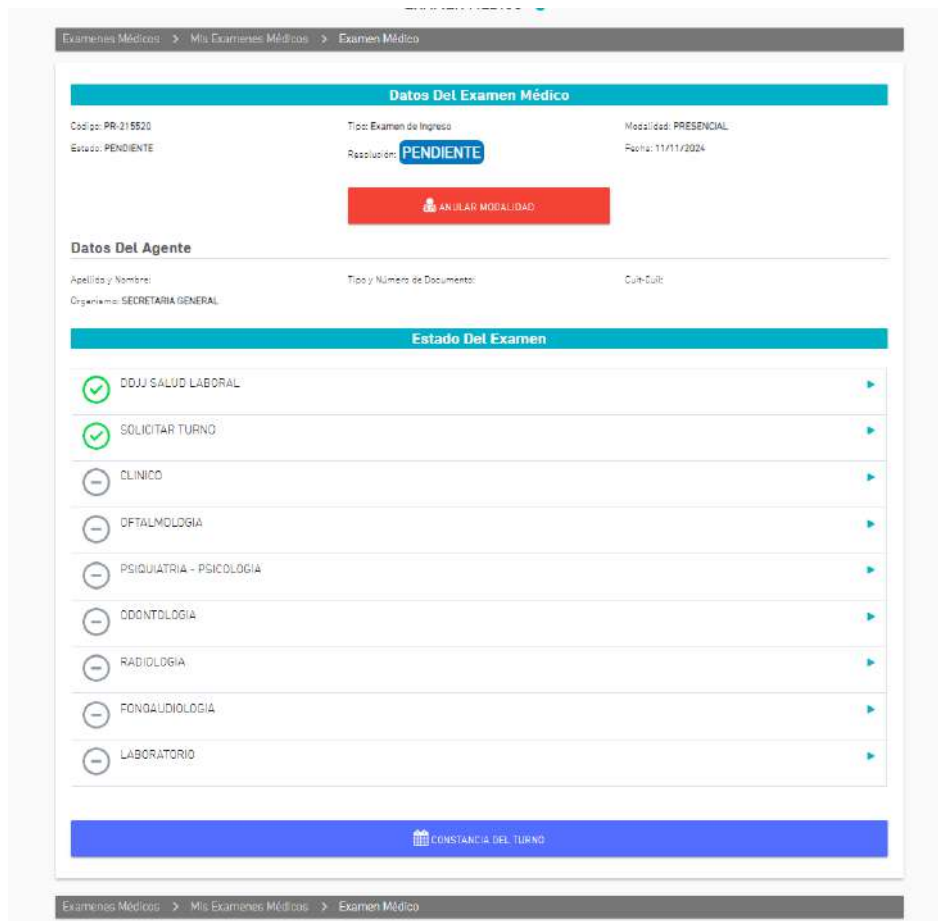 Examenes Médicos > Mis Examenes Médicos > Examen Médico
Datos Del Examen Médico
Codigo: PR-215520 Tipo: Examen de Ingreso Modalidad: PRESENCIAL
Estado: PENDIENTE Resolución: PENDIENTE Fecha: 11/11/2024
ANULAR MODALIDAD
Datos Del Agente
Apellido y Nombre: Tipo y Número de Documento: Cuit-Cuil:
Organismo: SECRETARIA GENERAL
Estado Del Examen
DDJJ SALUD LABORAL
SOLICITAR TURNO
CLINICO
OFTALMOLOGIA
PSIQUIATRIA - PSICOLOGIA
ODONTOLOGIA
RADIOLOGIA
FONOAUDIOLOGIA
LABORATORIO
CONSTANCIA DEL TURNO
Examenes Médicos > Mis Examenes Médicos > Examen Médico